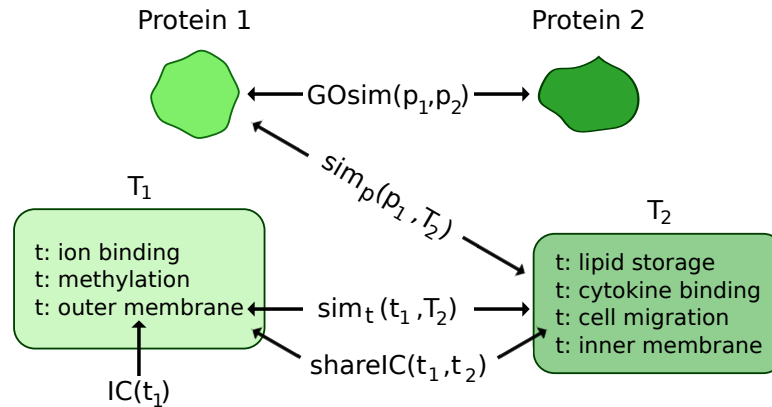 Protein 1
Protein 2
GOsim(p₁,p₂)
simₚ(p₁,T₂)
T₁
T₂
t: ion binding
t: methylation
t: outer membrane
t: lipid storage
t: cytokine binding
t: cell migration
t: inner membrane
simₜ(t₁,T₂)
shareIC(t₁,t₂)
IC(t₁)